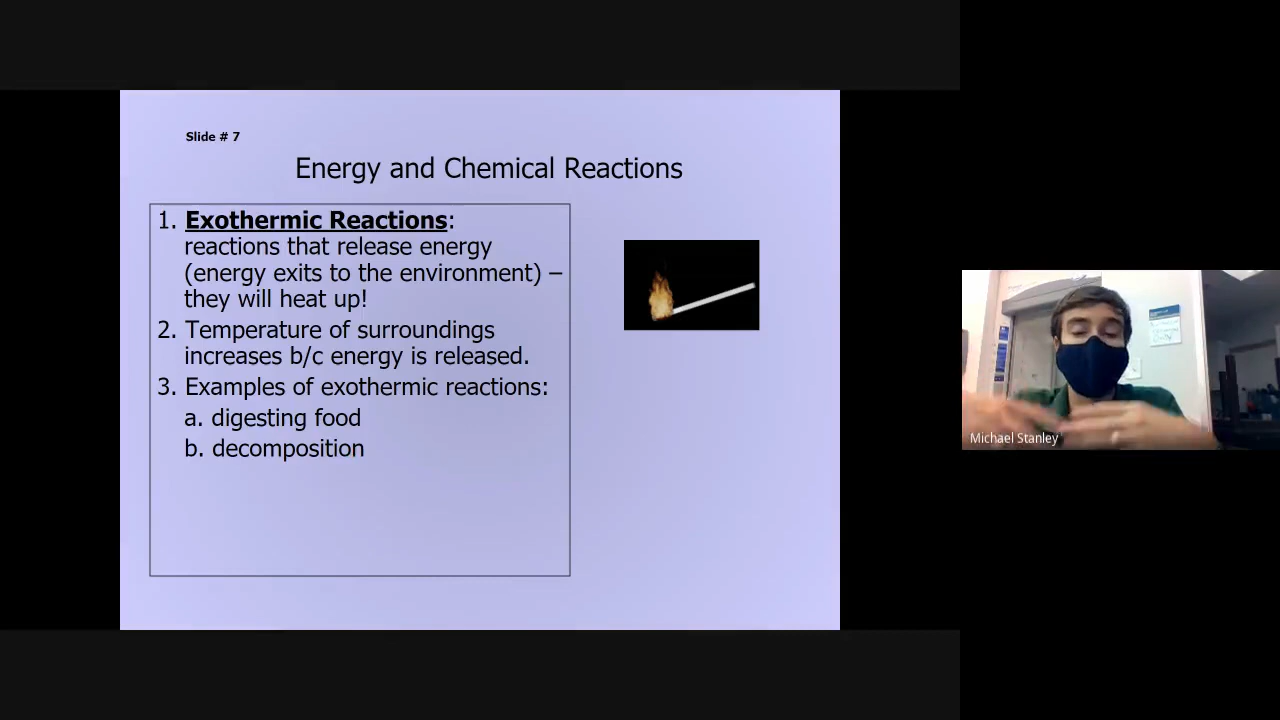 Slide # 7
Energy and Chemical Reactions
1. Exothermic Reactions:
reactions that release energy
(energy exits to the environment) –
they will heat up!
2. Temperature of surroundings
increases b/c energy is released.
3. Examples of exothermic reactions:
a. digesting food
b. decomposition
Michael Stanley